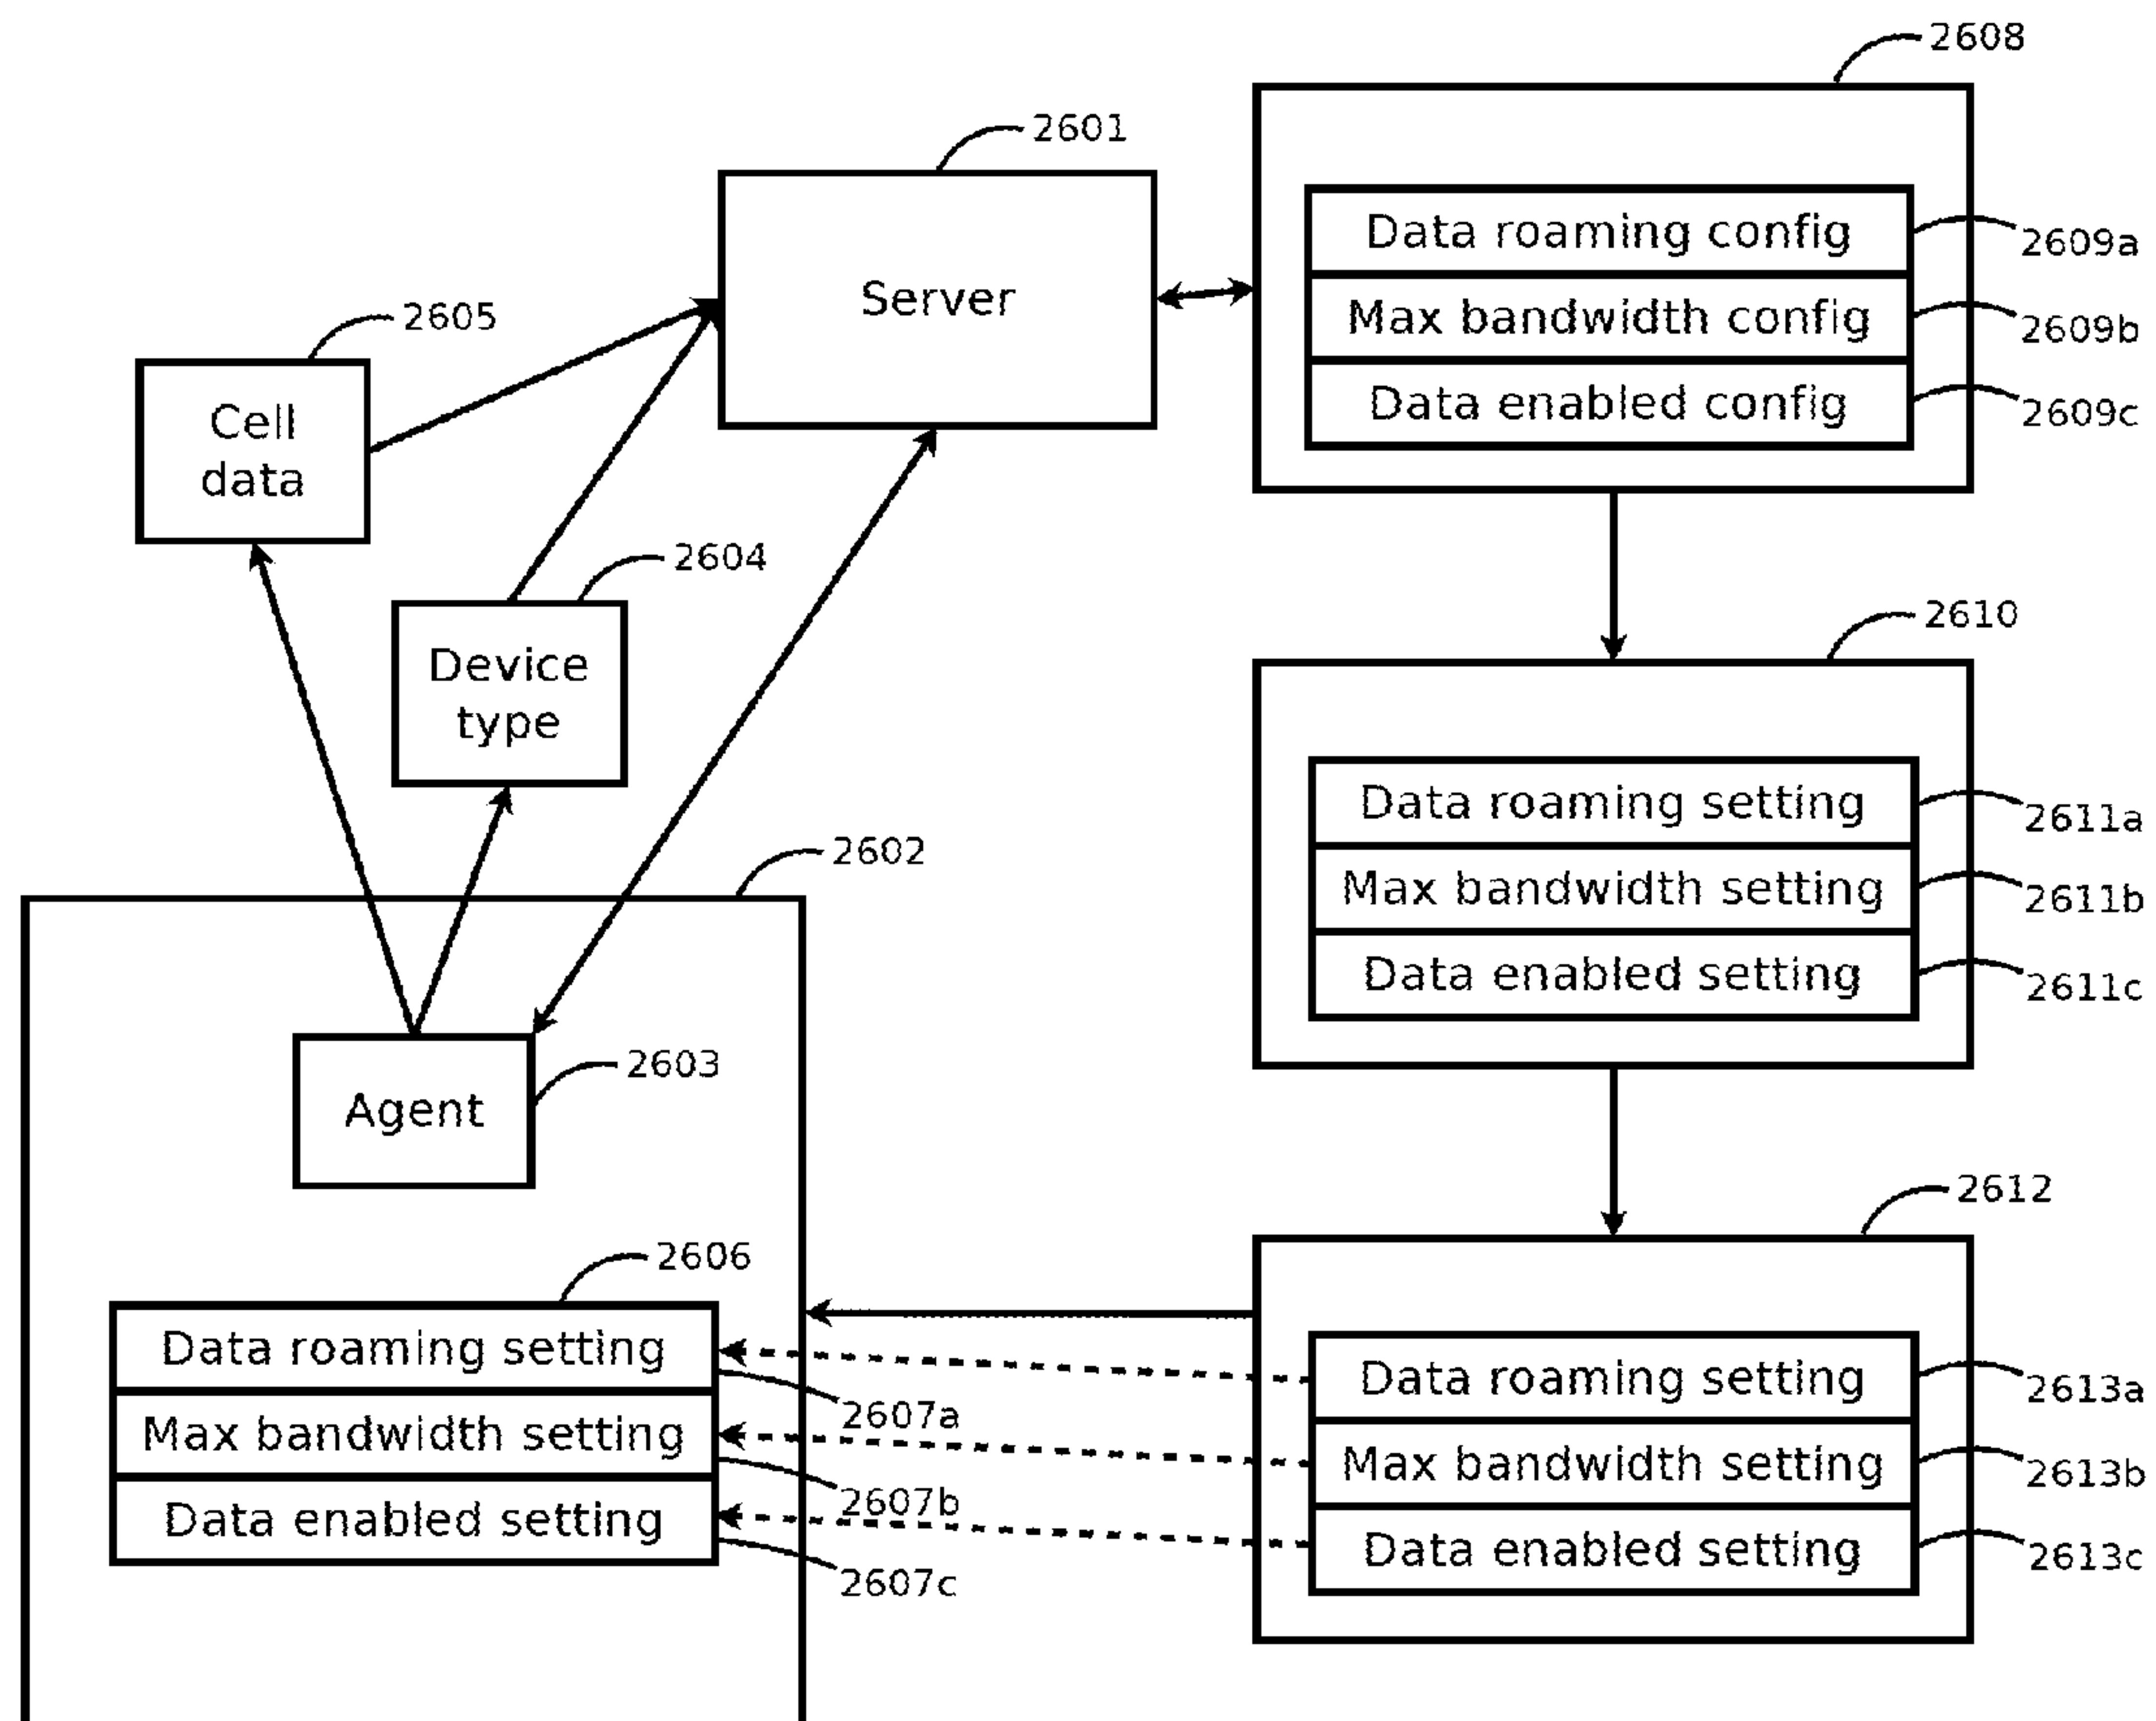 2608
2601
Server
Data roaming config
2609a
Max bandwidth config
2609b
Data enabled config
2609c
2605
Cell
data
2604
Device
type
2610
Data roaming setting
2611a
Max bandwidth setting
2611b
Data enabled setting
2611c
2602
Agent
2603
2612
2606
Data roaming setting
2607a
Max bandwidth setting
2607b
Data enabled setting
2607c
Data roaming setting
2613a
Max bandwidth setting
2613b
Data enabled setting
2613c